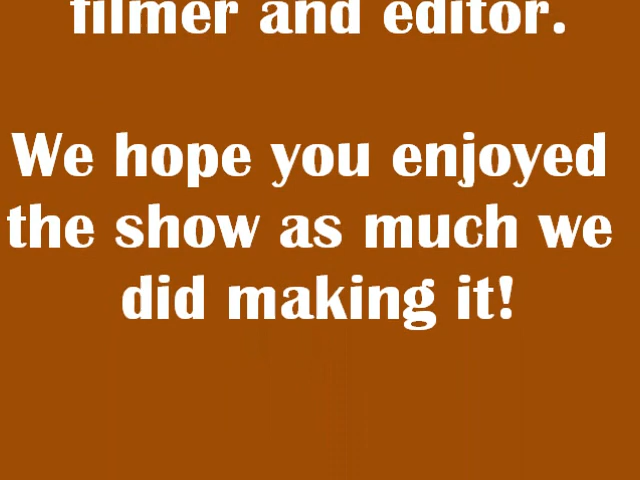 filmer and editor.
We hope you enjoyed
the show as much we
did making it!